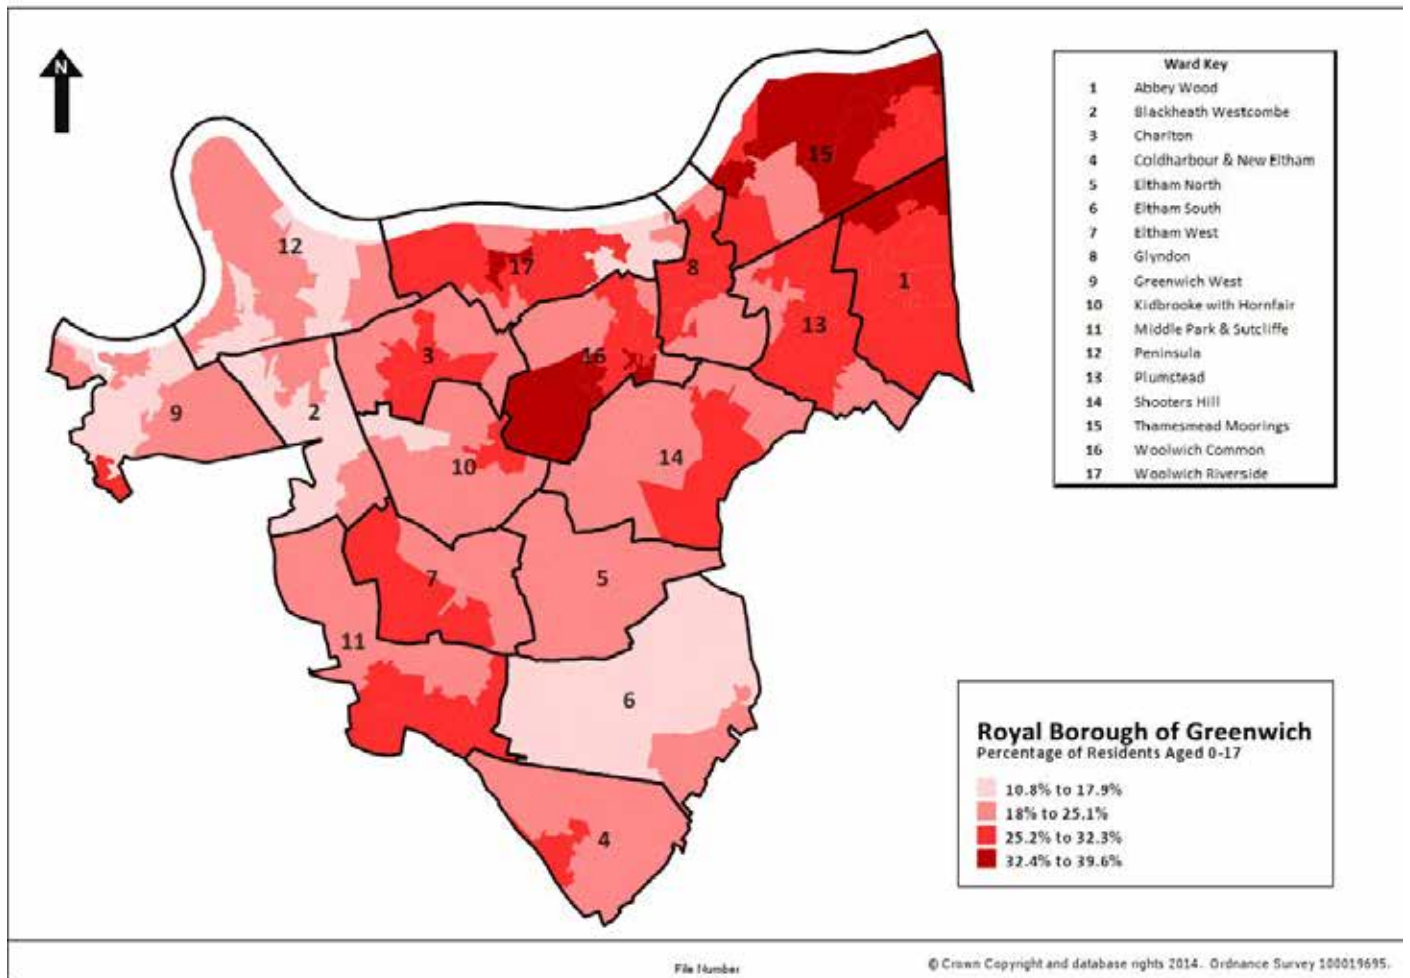 N
Ward Key
1 Abbey Wood
2 Blackheath Westcombe
3 Charlton
4 Coldharbour & New Eltham
5 Eltham North
6 Eltham South
7 Eltham West
8 Glyndon
9 Greenwich West
10 Kidbrooke with Hornfair
11 Middle Park & Sutcliffe
12 Peninsula
13 Plumstead
14 Shooters Hill
15 Thamesmead Moorings
16 Woolwich Common
17 Woolwich Riverside
15
12
17
8
1
13
3
16
2
9
10
14
7
5
11
6
4
Royal Borough of Greenwich
Percentage of Residents Aged 0-17
10.8% to 17.9%
18% to 25.1%
25.2% to 32.3%
32.4% to 39.6%
File Number
© Crown Copyright and database rights 2014. Ordnance Survey 100019695.